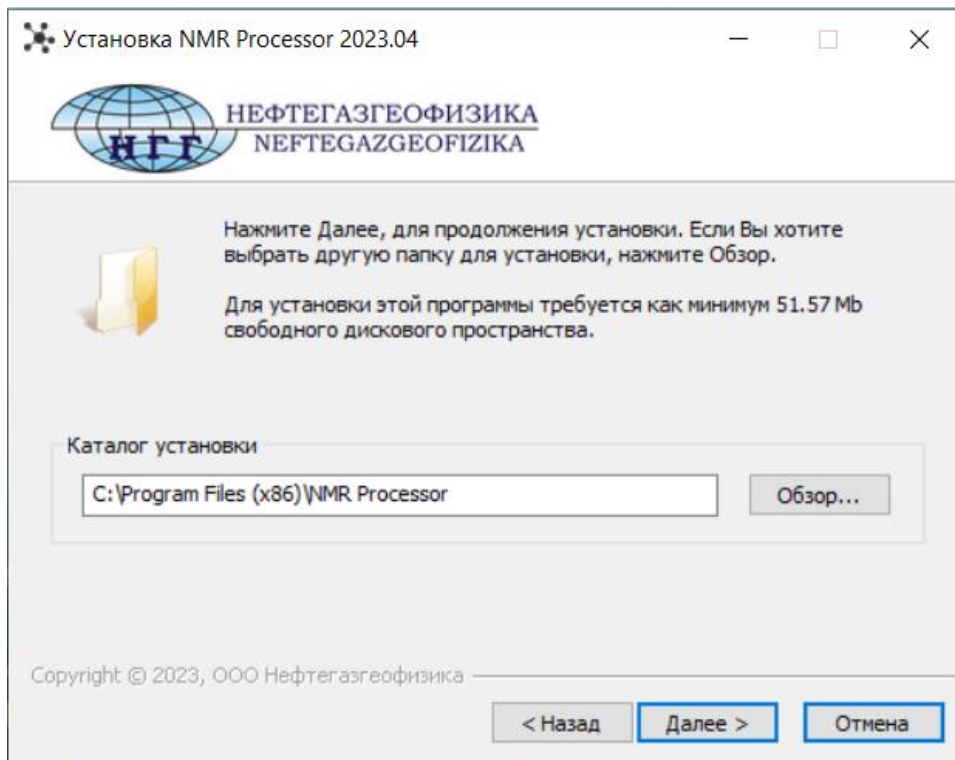 Установка NMR Processor 2023.04
НЕФТЕГАЗГЕОФИЗИКА
NEFTEGAZGEOFIZIKA
НГГ
Нажмите Далее, для продолжения установки. Если Вы хотите
выбрать другую папку для установки, нажмите Обзор.
Для установки этой программы требуется как минимум 51.57 Mb
свободного дискового пространства.
Каталог установки
C:\Program Files (x86)\NMR Processor
Обзор...
Copyright © 2023, ООО Нефтегазгеофизика
< Назад
Далее >
Отмена